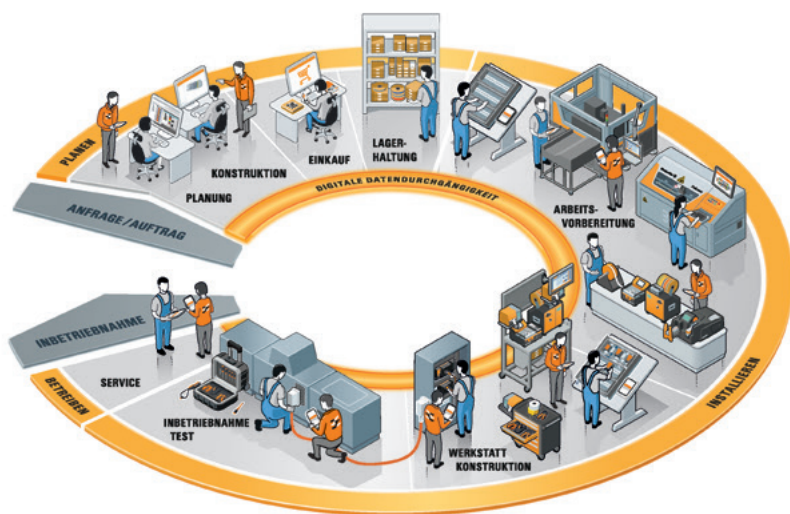 PLANEN
PLANUNG
KONSTRUKTION
EINKAUF
LAGER-
HALTUNG
DIGITALE DATENDURCHGÄNGIGKEIT
ANFRAGE/AUFTRAG
ARBEITS-
VORBEREITUNG
INSTALLIEREN
WERKSTATT
KONSTRUKTION
INBETRIEBNAHME
TEST
SERVICE
INBETRIEBNAHME
BETREIBEN